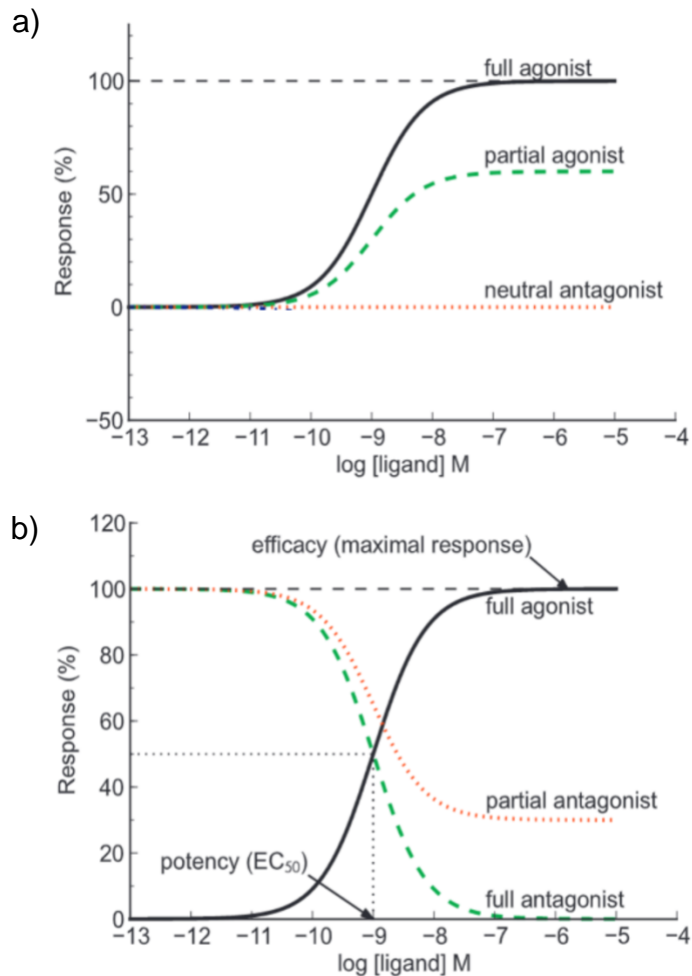 a)
full agonist
100
partial agonist
50
Response (%)
neutral antagonist
0
−50
−13 −12 −11 −10 −9 −8 −7 −6 −5 −4
log [ligand] M
b)
120
efficacy (maximal response)
100
full agonist
80
60
Response (%)
40
partial antagonist
20
potency (EC₅₀)
full antagonist
0
−13 −12 −11 −10 −9 −8 −7 −6 −5 −4
log [ligand] M